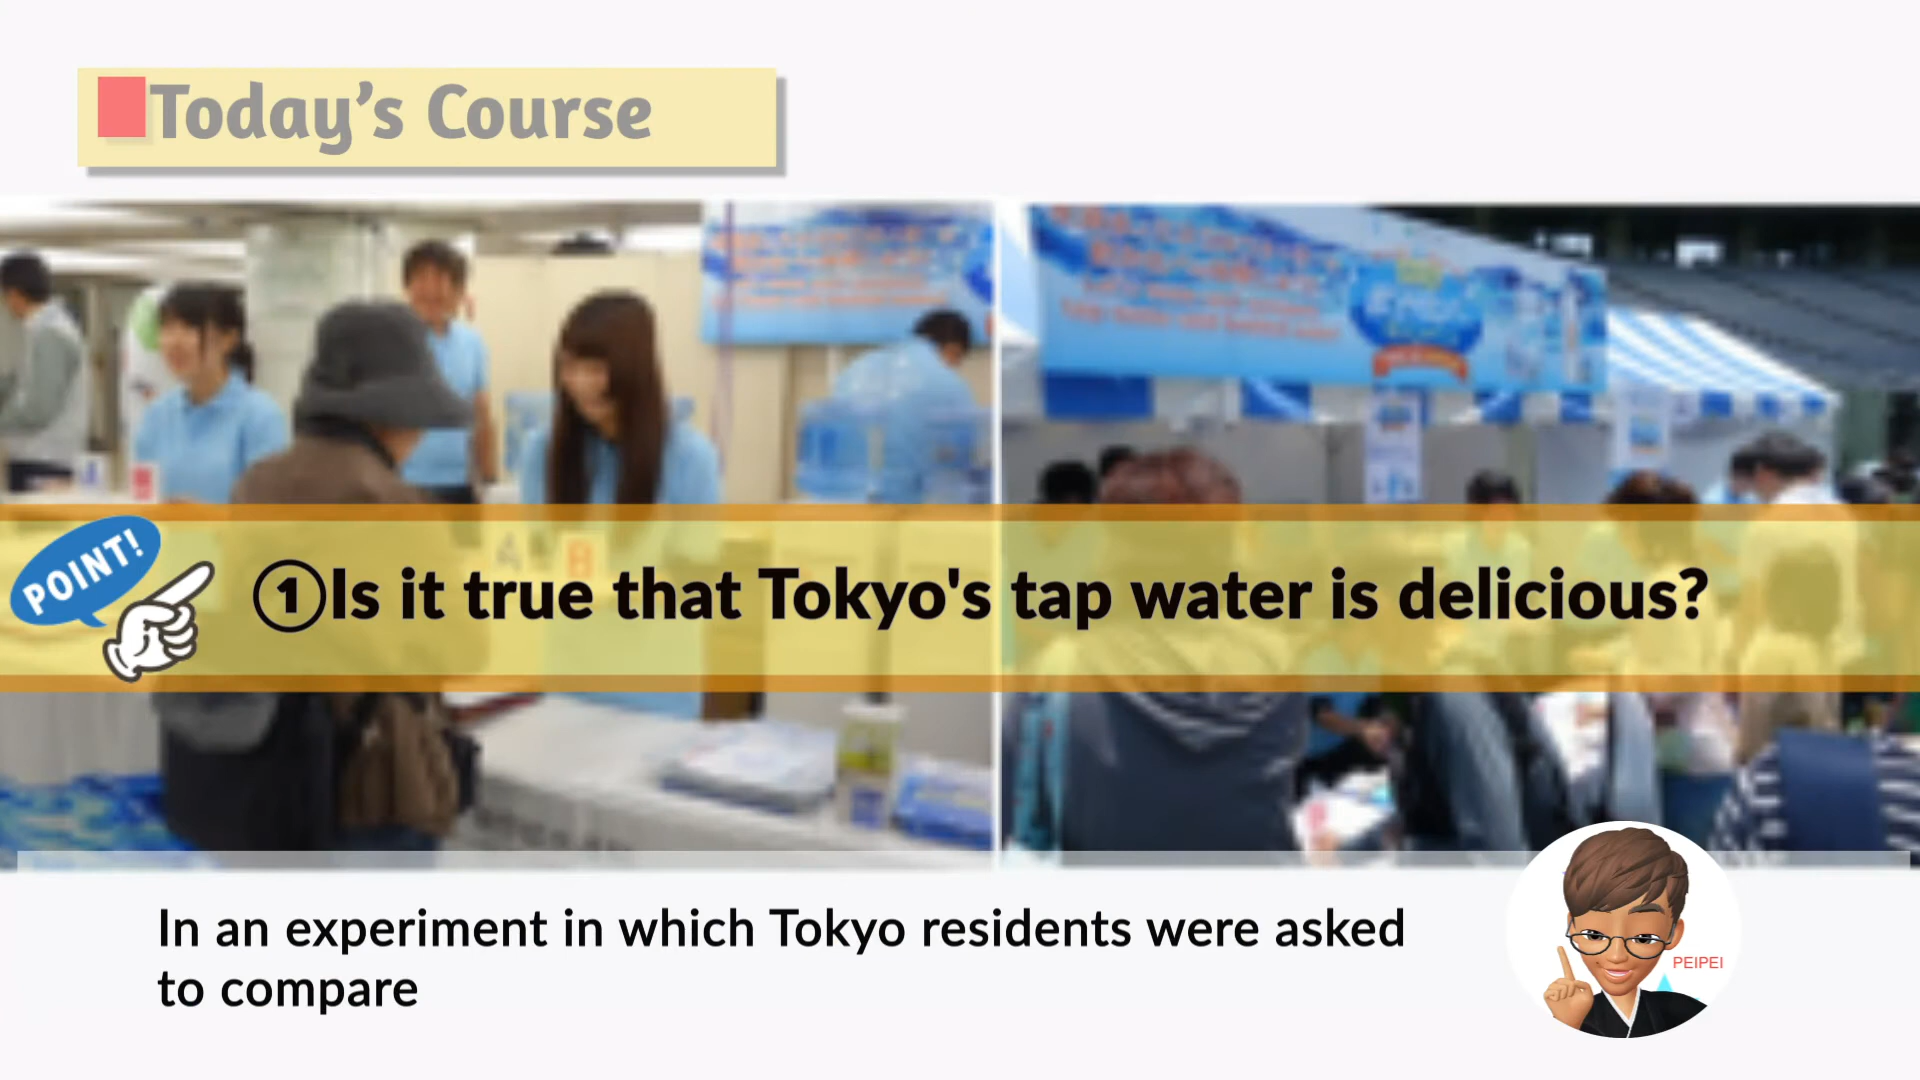 Today’s Course
POINT!
①Is it true that Tokyo's tap water is delicious?
A B
In an experiment in which Tokyo residents were asked
to compare
PEIPEI